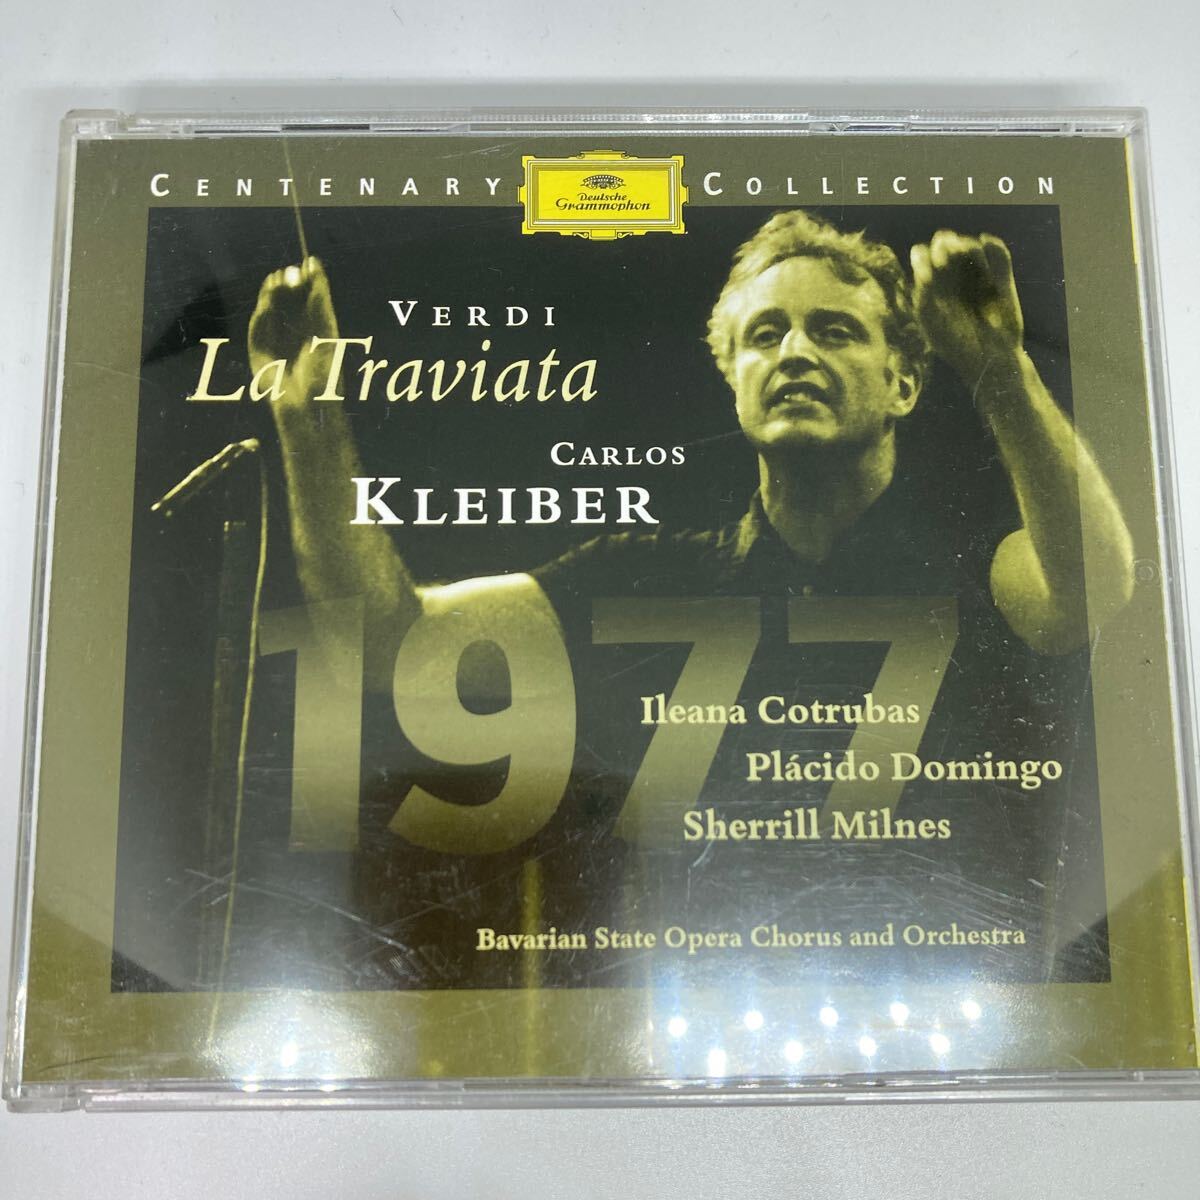 CENTENARY COLLECTION
Deutsche
Grammophon
VERDI
La Traviata
CARLOS
KLEIBER
1977
Ileana Cotrubas
Plácido Domingo
Sherrill Milnes
Bavarian State Opera Chorus and Orchestra